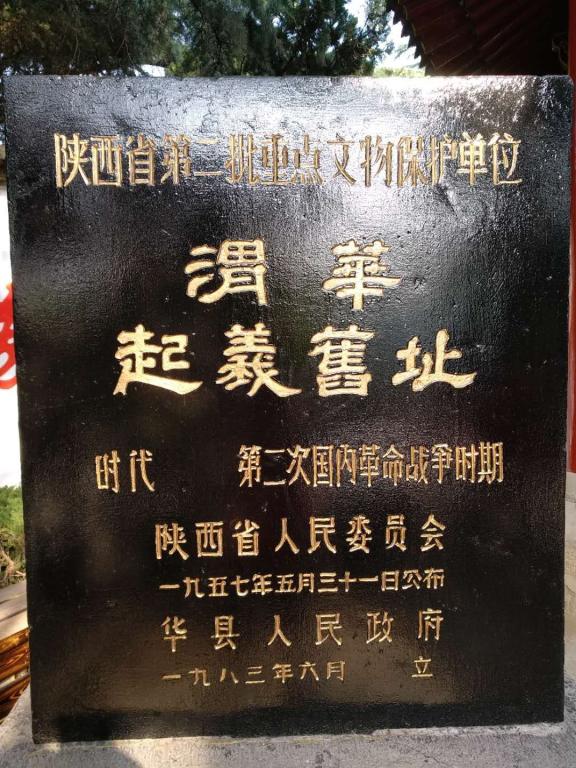 陕西省第二批重点文物保护单位
渭華
起義舊址
时代 第二次国内革命战争时期
陕西省人民委员会
一九五七年五月三十一日公布
华县人民政府
一九八三年六月 立